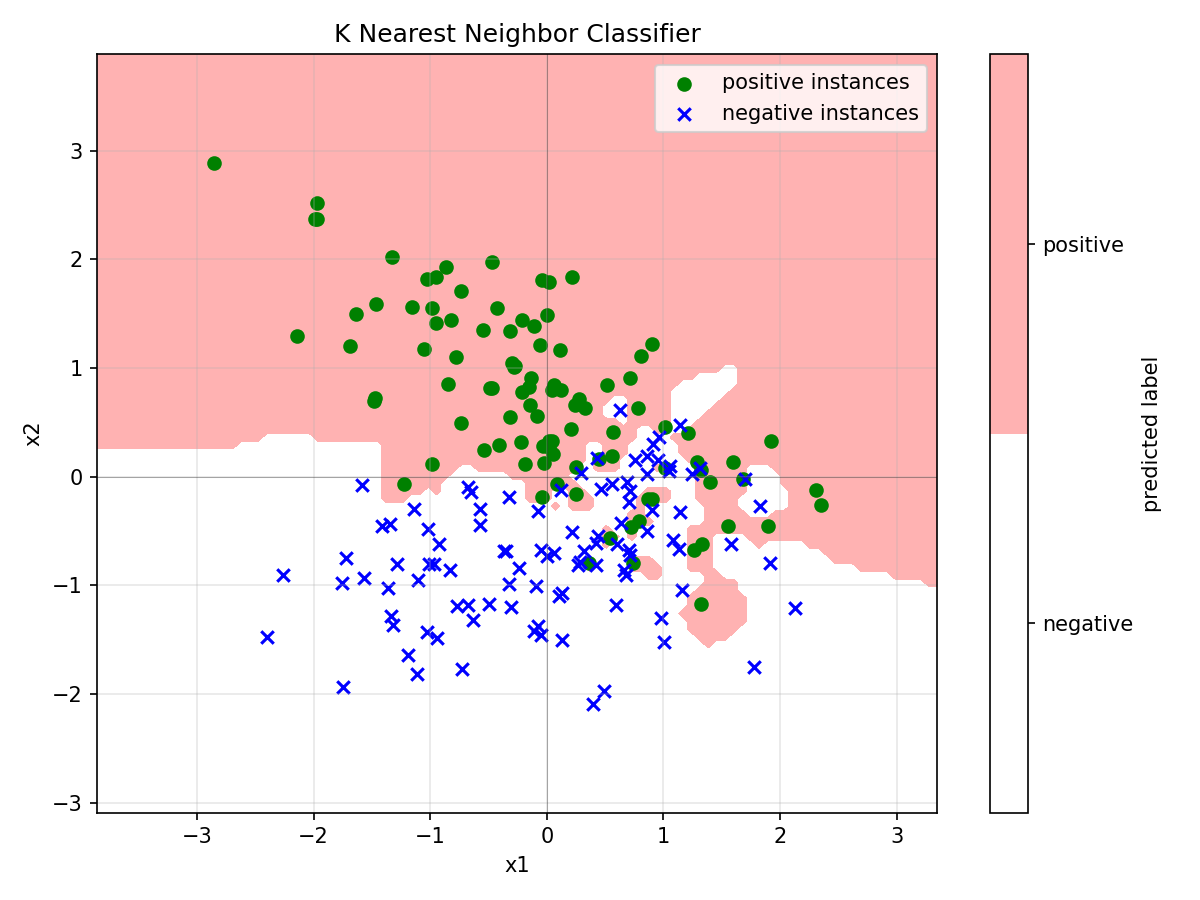 K Nearest Neighbor Classifier
positive instances
negative instances
3
2
1
0
−1
−2
−3
−3
−2
−1
0
1
2
3
x1
x2
positive
negative
predicted label